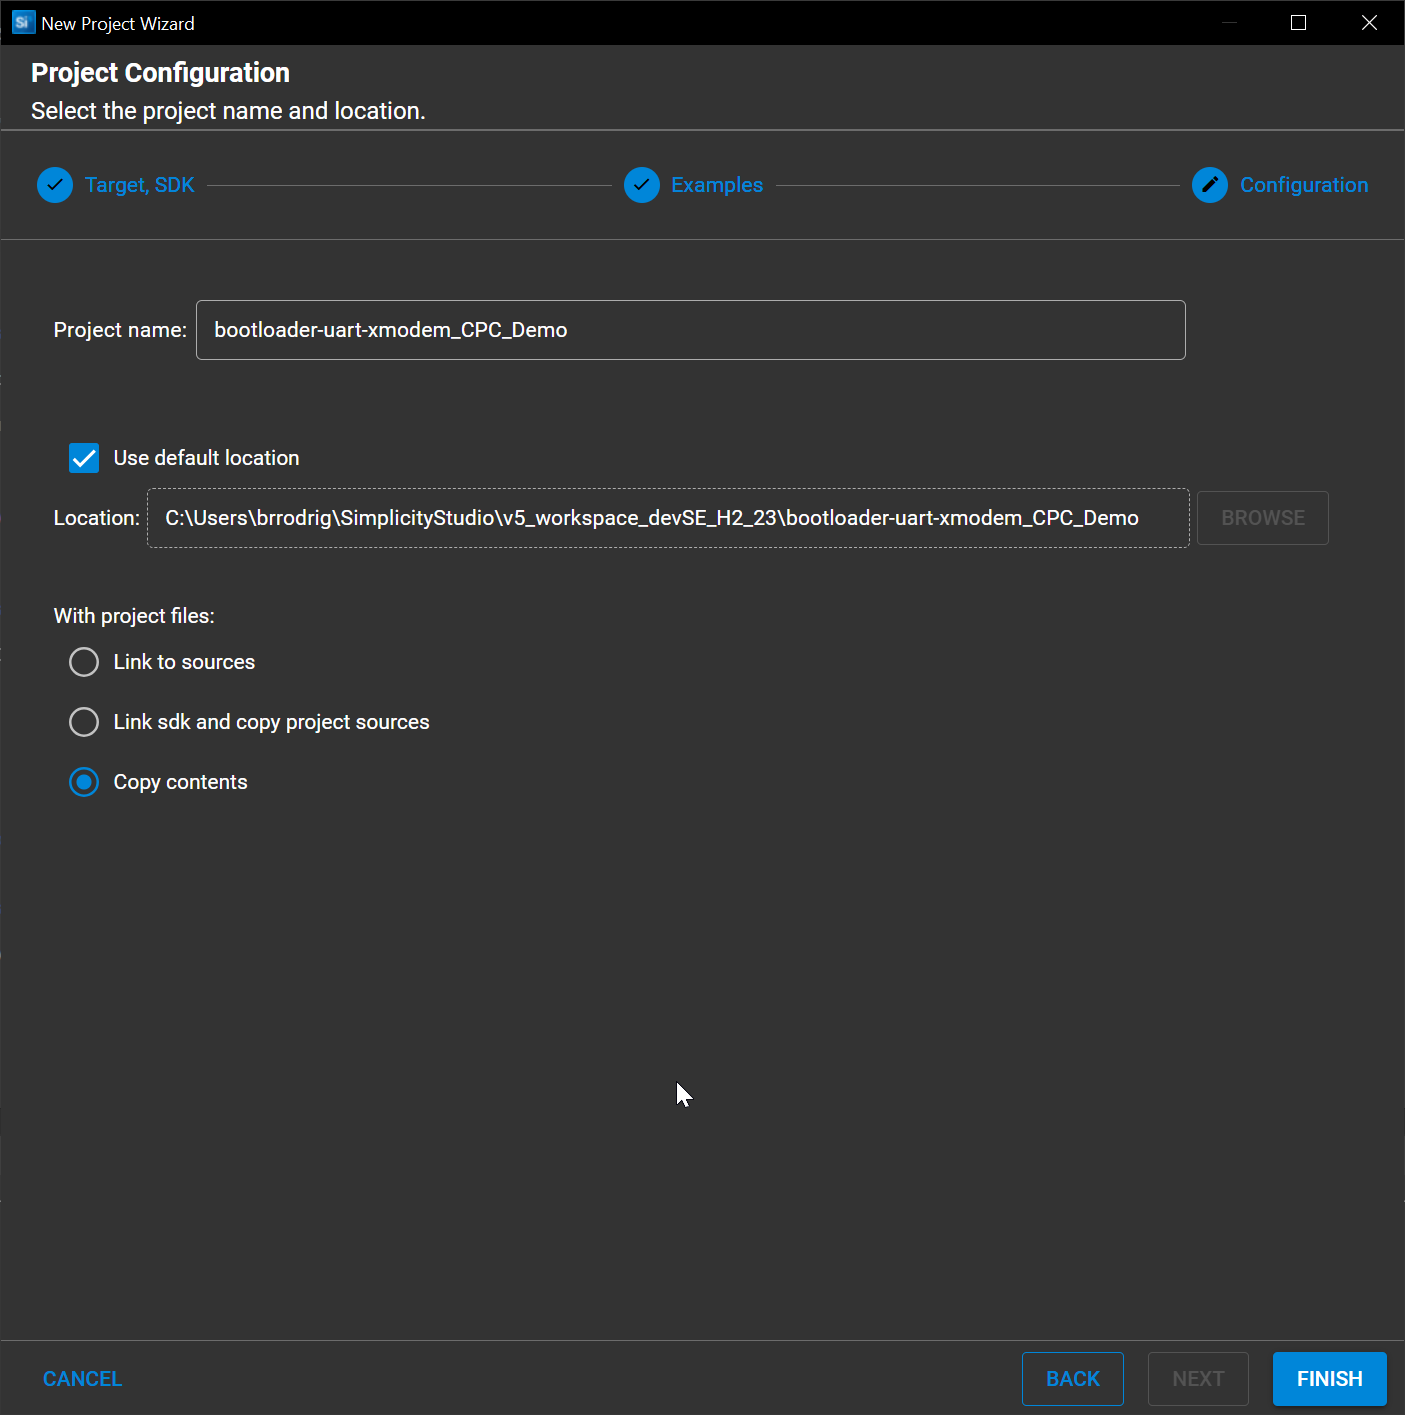 Si New Project Wizard
Project Configuration
Select the project name and location.
Target, SDK
Examples
Configuration
Project name: bootloader-uart-xmodem_CPC_Demo
Use default location
Location: C:\Users\brrodrig\SimplicityStudio\v5_workspace_devSE_H2_23\bootloader-uart-xmodem_CPC_Demo BROWSE
With project files:
Link to sources
Link sdk and copy project sources
Copy contents
CANCEL BACK NEXT FINISH